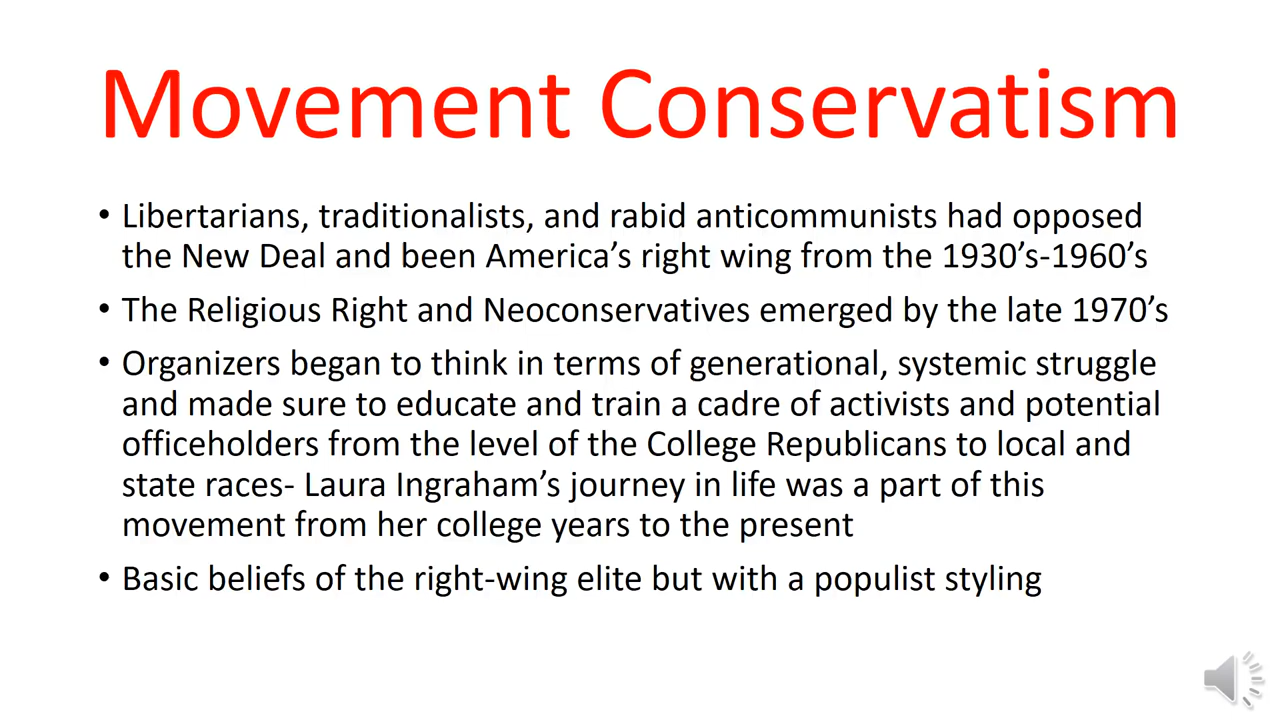 Movement Conservatism
• Libertarians, traditionalists, and rabid anticommunists had opposed
the New Deal and been America’s right wing from the 1930’s-1960’s
• The Religious Right and Neoconservatives emerged by the late 1970’s
• Organizers began to think in terms of generational, systemic struggle
and made sure to educate and train a cadre of activists and potential
officeholders from the level of the College Republicans to local and
state races- Laura Ingraham’s journey in life was a part of this
movement from her college years to the present
• Basic beliefs of the right-wing elite but with a populist styling